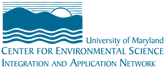 University of Maryland
CENTER FOR ENVIRONMENTAL SCIENCE
INTEGRATION AND APPLICATION NETWORK